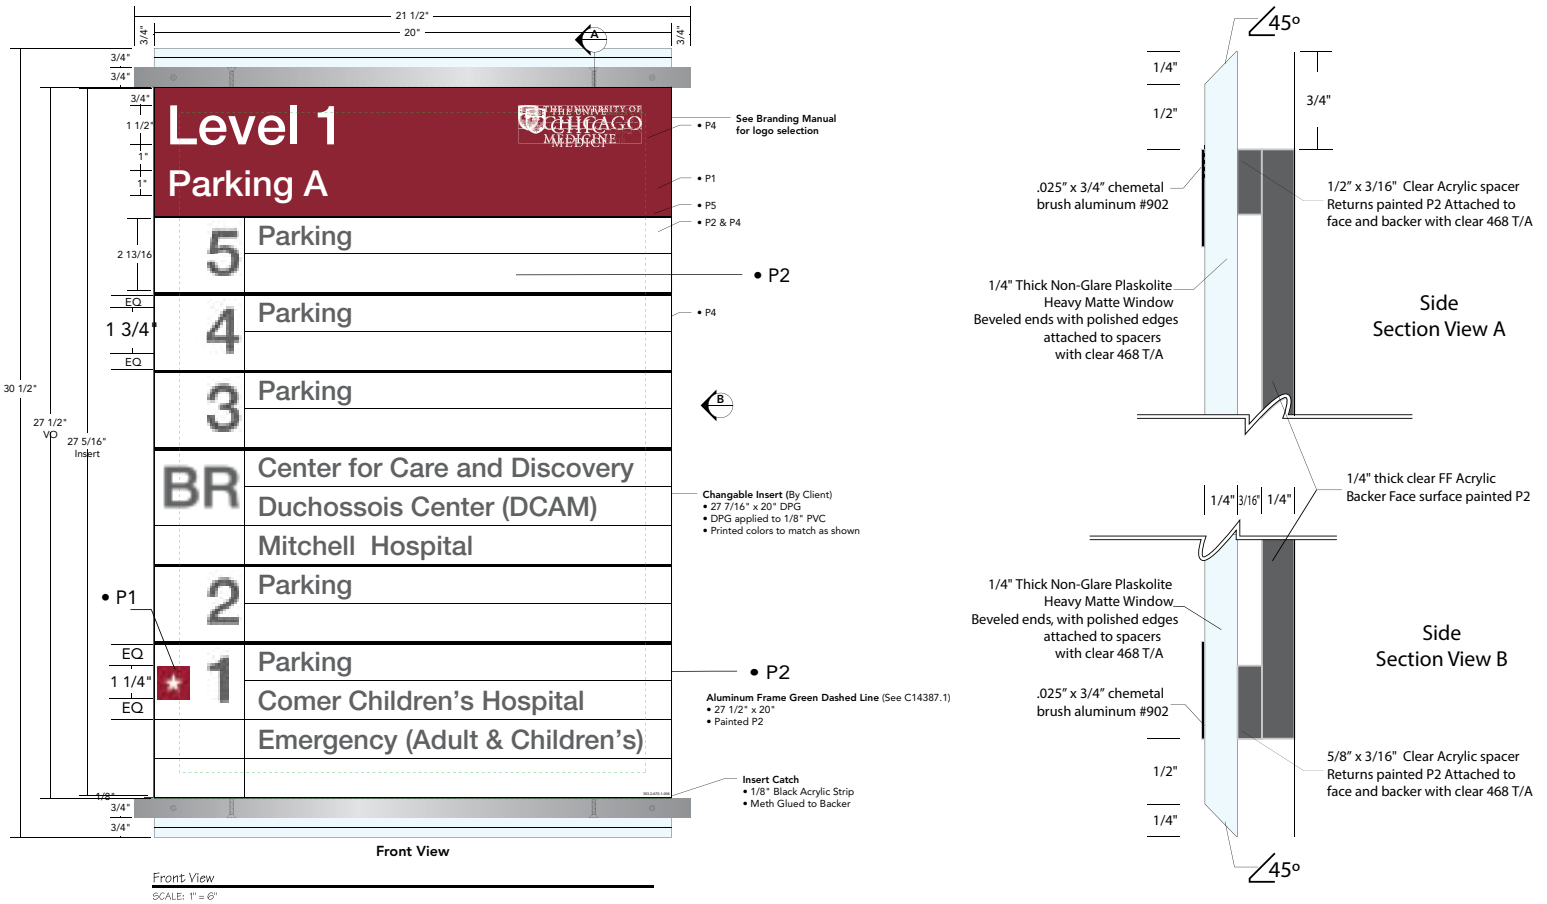 21 1/2"
20"
3/4"
3/4"
A
3/4"
3/4"
3/4"
1 1/2"
1"
1"
Level 1
Parking A
THE UNIVERSITY OF
CHICAGO
MEDICINE
• P4
See Branding Manual
for logo selection
• P1
• P5
• P2 & P4
2 13/16
5
Parking
• P2
EQ
1 3/4"
EQ
4
Parking
• P4
30 1/2"
27 1/2"
VO
27 5/16"
Insert
3
Parking
B
BR
Center for Care and Discovery
Duchossois Center (DCAM)
Mitchell Hospital
Changable Insert (By Client)
• 27 7/16" x 20" DPG
• DPG applied to 1/8" PVC
• Printed colors to match as shown
2
Parking
• P1
EQ
1 1/4"
EQ
1
Parking
Comer Children's Hospital
Emergency (Adult & Children's)
• P2
Aluminum Frame Green Dashed Line (See C14387.1)
• 27 1/2" x 20"
• Painted P2
Insert Catch
• 1/8" Black Acrylic Strip
• Meth Glued to Backer
1/8"
3/4"
3/4"
Front View
Front View
SCALE: 1" = 6"
45º
1/4"
1/2"
3/4"
.025" x 3/4" chemetal
brush aluminum #902
1/2" x 3/16" Clear Acrylic spacer
Returns painted P2 Attached to
face and backer with clear 468 T/A
1/4" Thick Non-Glare Plaskolite
Heavy Matte Window
Beveled ends with polished edges
attached to spacers
with clear 468 T/A
Side
Section View A
1/4" thick clear FF Acrylic
Backer Face surface painted P2
1/4" 3/16" 1/4"
1/4" Thick Non-Glare Plaskolite
Heavy Matte Window
Beveled ends, with polished edges
attached to spacers
with clear 468 T/A
Side
Section View B
.025" x 3/4" chemetal
brush aluminum #902
5/8" x 3/16" Clear Acrylic spacer
Returns painted P2 Attached to
face and backer with clear 468 T/A
1/2"
1/4"
45º